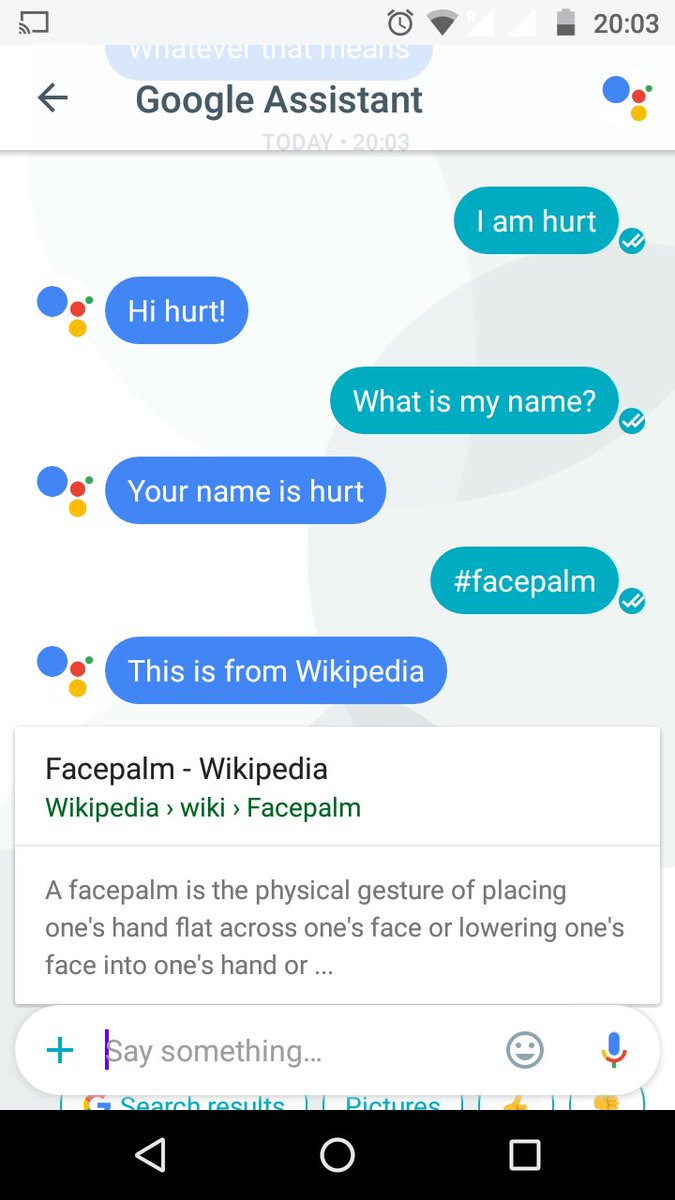 20:03
Whatever that means
Google Assistant
TODAY • 20:03
I am hurt
Hi hurt!
What is my name?
Your name is hurt
#facepalm
This is from Wikipedia
Facepalm - Wikipedia
Wikipedia › wiki › Facepalm
A facepalm is the physical gesture of placing
one's hand flat across one's face or lowering one's
face into one's hand or ...
Say something...
Search results
Pictures